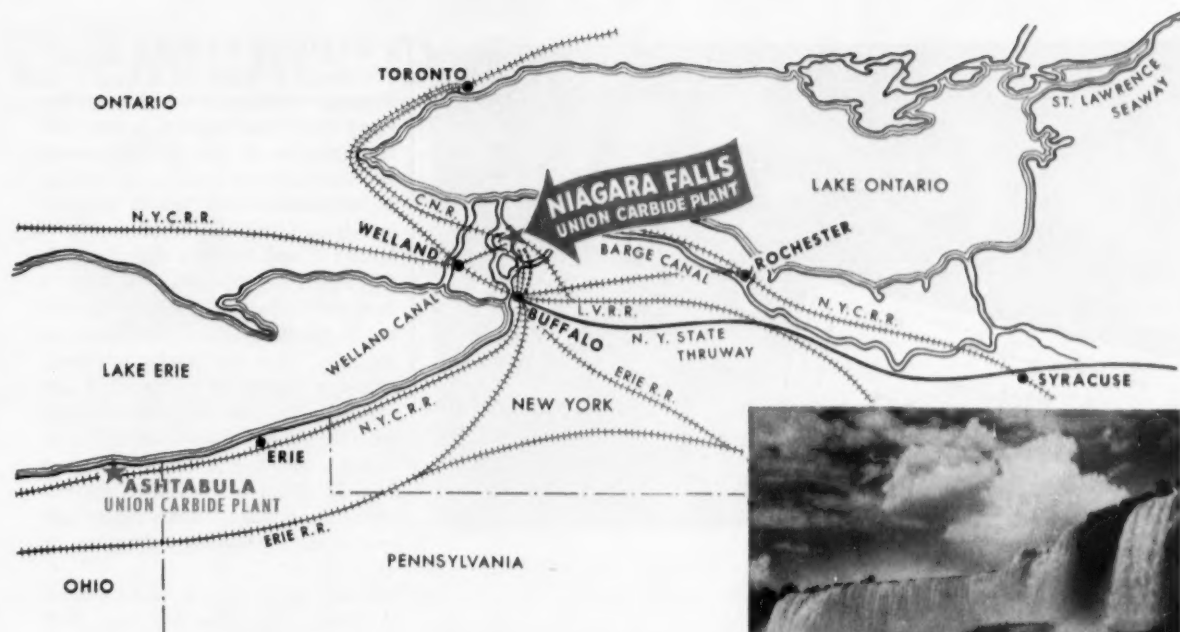 TORONTO
ONTARIO
ST. LAWRENCE
SEAWAY
NIAGARA FALLS
UNION CARBIDE PLANT
LAKE ONTARIO
C.N.R.
N.Y.C.R.R.
WELLAND
ROCHESTER
BARGE CANAL
WELLAND CANAL
L.V.R.R.
BUFFALO
N.Y.C.R.R.
N. Y. STATE
THRUWAY
LAKE ERIE
ERIE R.R.
SYRACUSE
N.Y.C.R.R.
NEW YORK
ERIE
ASHTABULA
UNION CARBIDE PLANT
ERIE R.R.
PENNSYLVANIA
OHIO